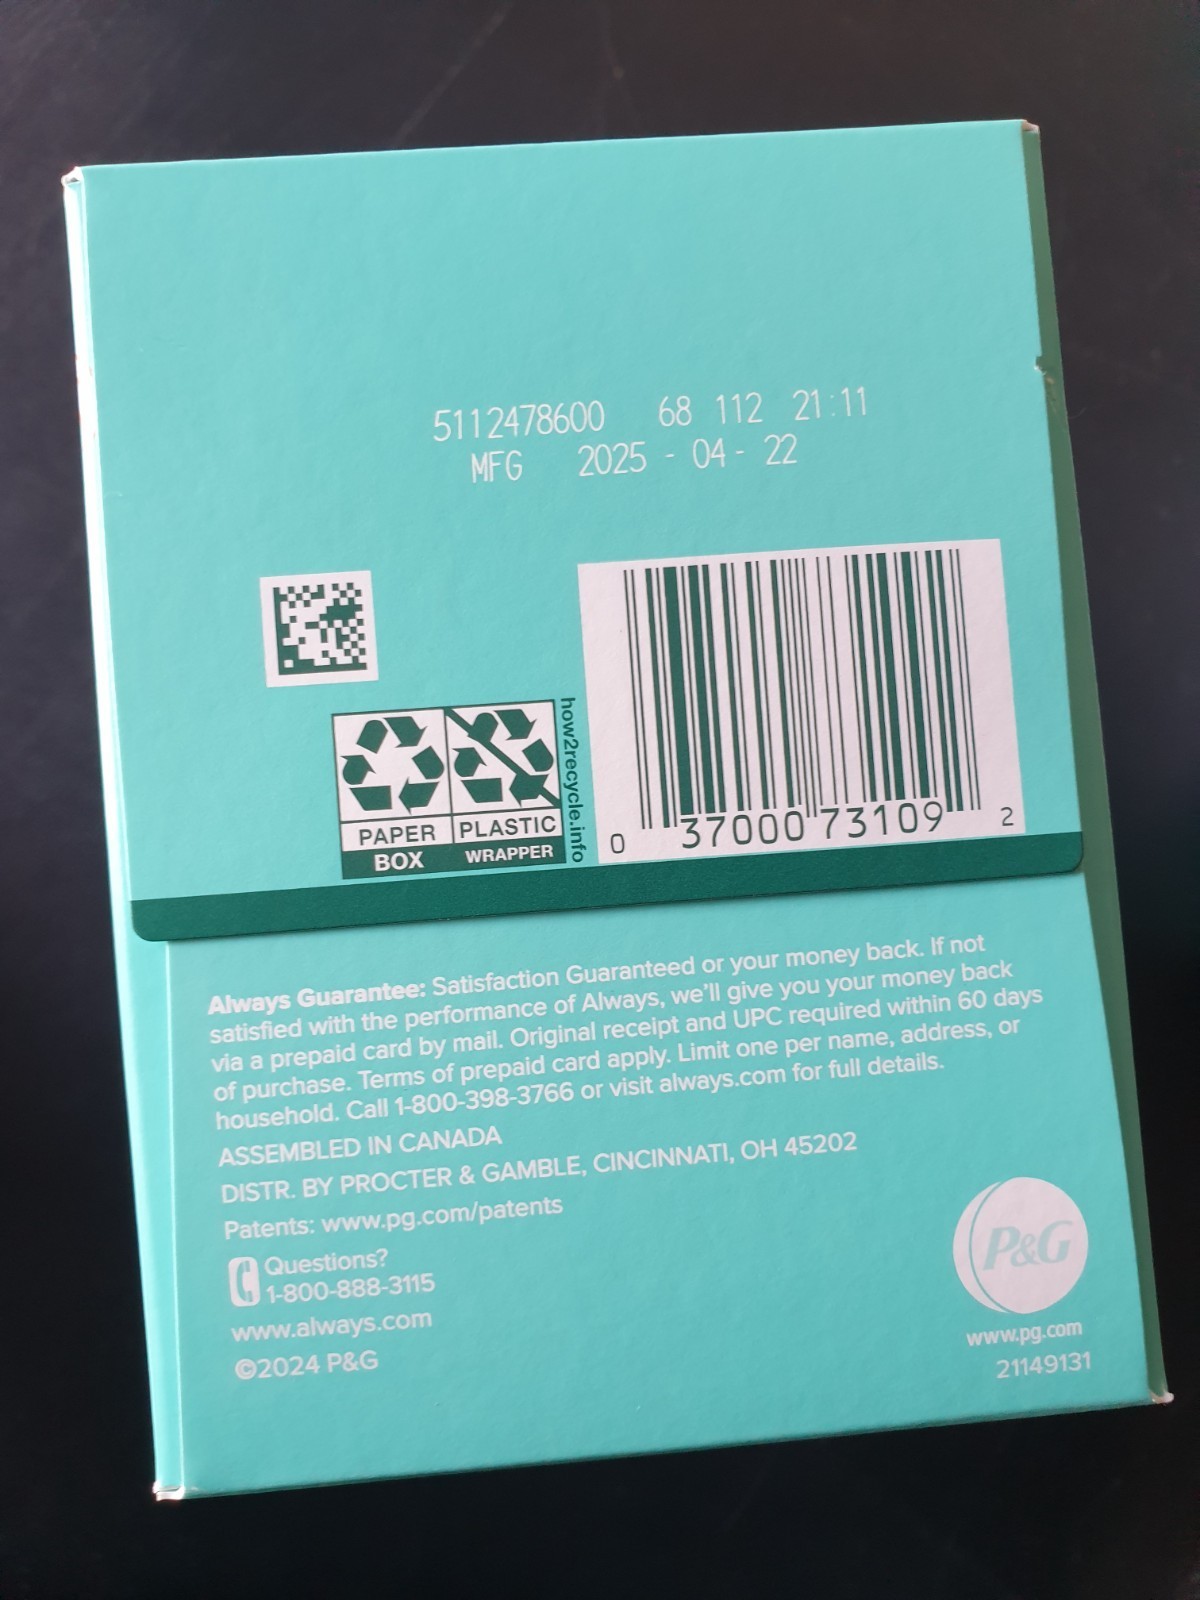 5112478600 68 112 21:11
MFG 2025 - 04 - 22
how2recycle.info
PAPER PLASTIC
BOX WRAPPER
0 37000 73109 2
Always Guarantee: Satisfaction Guaranteed or your money back. If not
satisfied with the performance of Always, we'll give you your money back
via a prepaid card by mail. Original receipt and UPC required within 60 days
of purchase. Terms of prepaid card apply. Limit one per name, address, or
household. Call 1-800-398-3766 or visit always.com for full details.
ASSEMBLED IN CANADA
DISTR. BY PROCTER & GAMBLE, CINCINNATI, OH 45202
Patents: www.pg.com/patents
Questions?
1-800-888-3115
www.always.com
©2024 P&G
P&G
www.pg.com
21149131